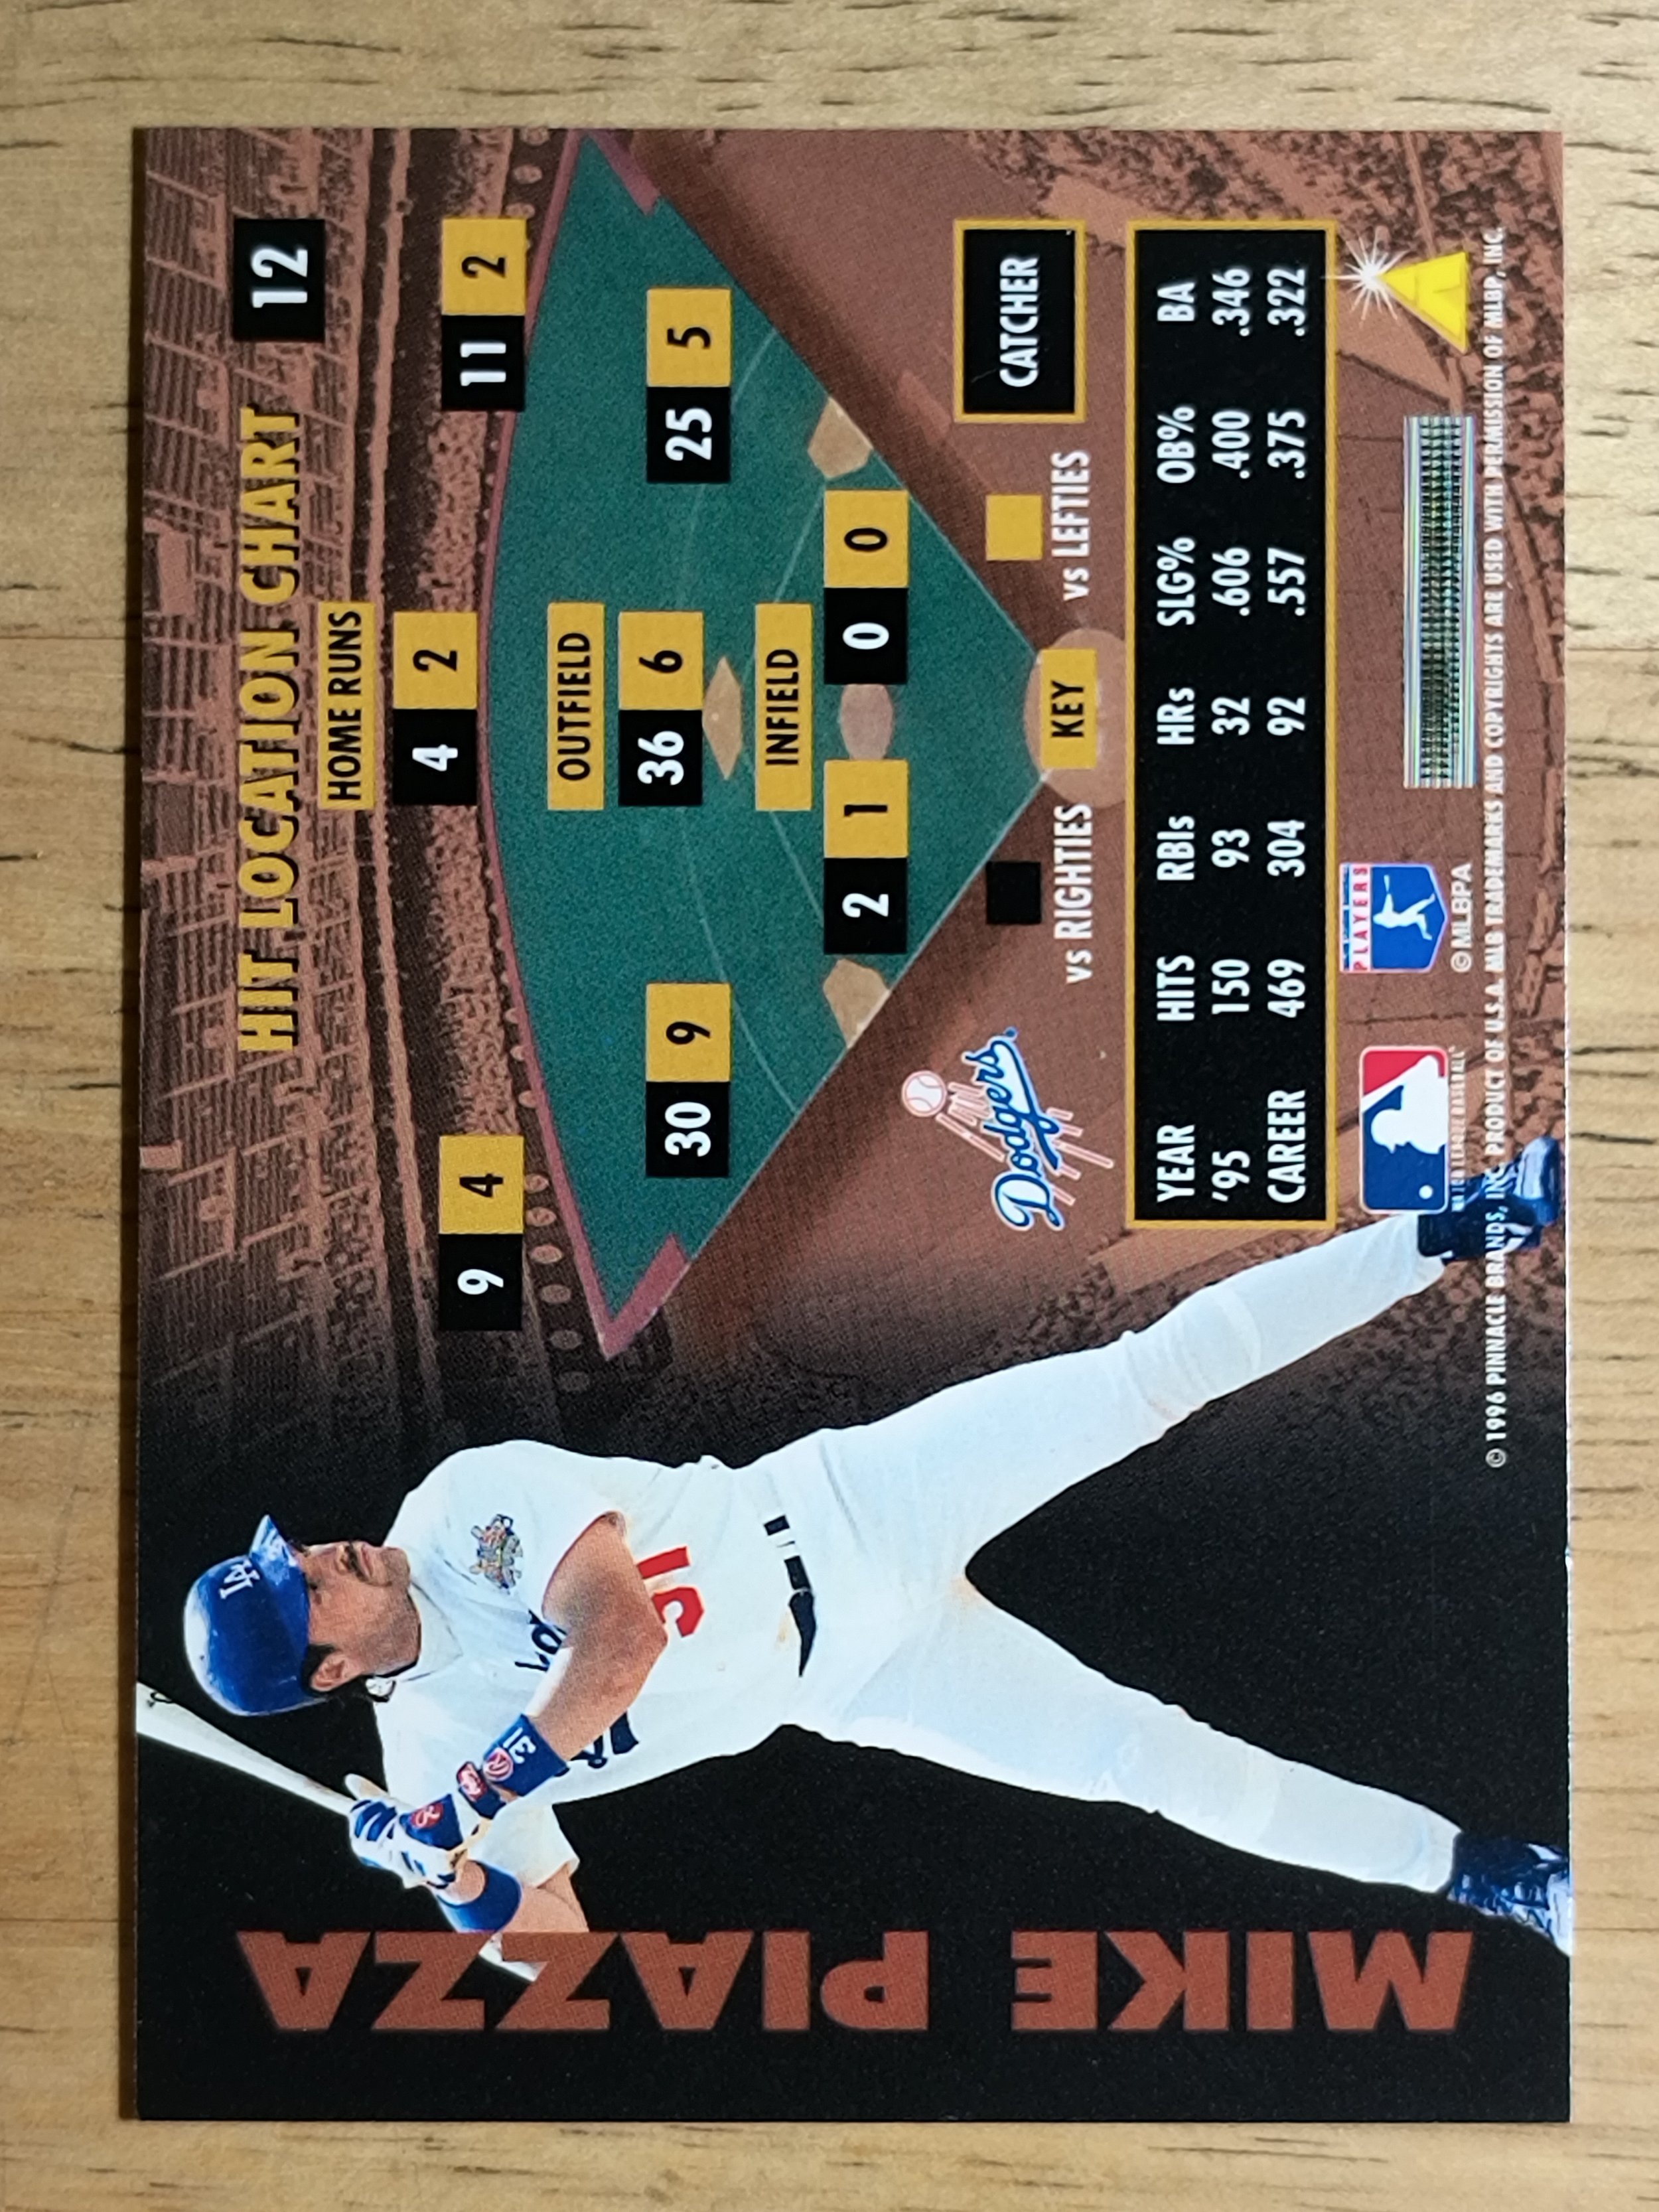 MIKE PIAZZA
HIT LOCATION CHART
12
HOME RUNS
9 4
4 2
11 2
OUTFIELD
30 9
36 6
25 5
INFIELD
2 1
0 0
KEY
vs RIGHTIES
vs LEFTIES
CATCHER
Dodgers
YEAR HITS RBIs HRs SLG% OB% BA
'95 150 93 32 .606 .400 .346
CAREER 469 304 92 .557 .375 .322
PLAYERS
© MLBPA
© 1996 PINNACLE BRANDS, INC. PRODUCT OF U.S.A. MLB TRADEMARKS AND COPYRIGHTS ARE USED WITH PERMISSION OF MLBP, INC.
LA
31
31